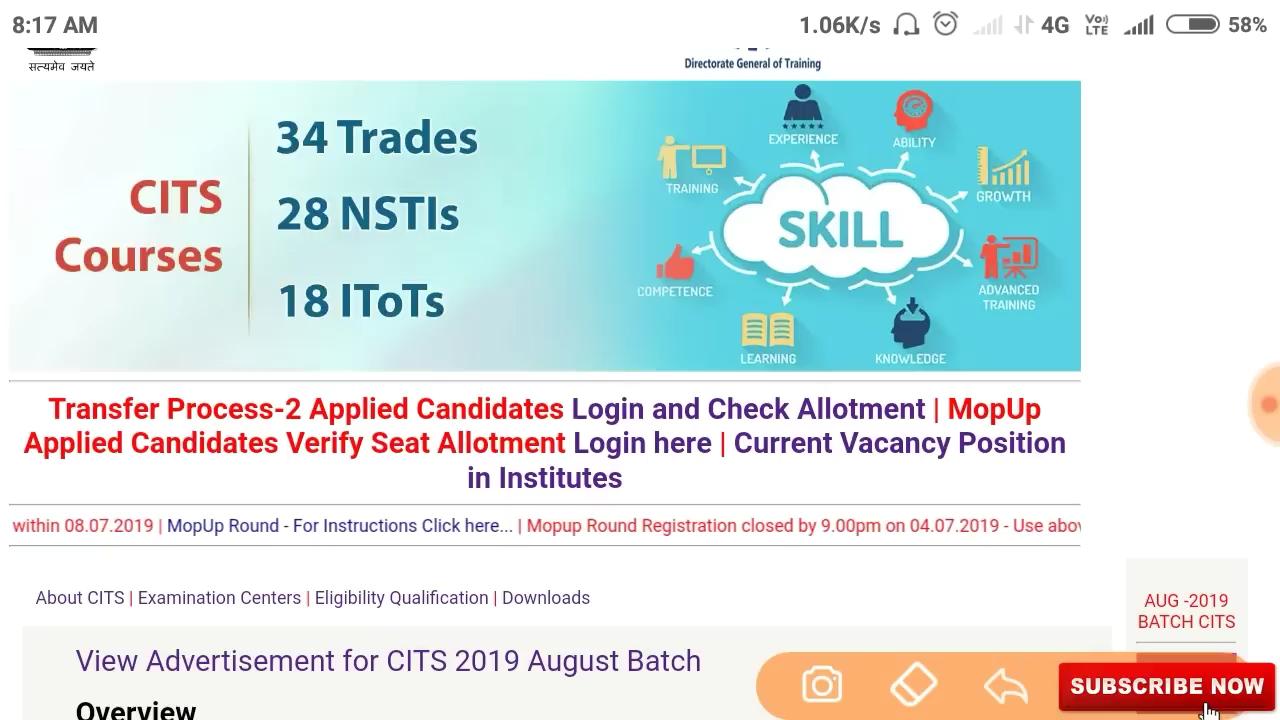 8:17 AM
1.06K/s 4G Vo) LTE 58%
सत्यमेव जयते
Directorate General of Training
CITS
Courses
34 Trades
28 NSTIs
18 IToTs
EXPERIENCE
ABILITY
TRAINING
GROWTH
SKILL
COMPETENCE
ADVANCED
TRAINING
LEARNING
KNOWLEDGE
Transfer Process-2 Applied Candidates Login and Check Allotment | MopUp
Applied Candidates Verify Seat Allotment Login here | Current Vacancy Position
in Institutes
within 08.07.2019 | MopUp Round - For Instructions Click here... | Mopup Round Registration closed by 9.00pm on 04.07.2019 - Use
About CITS | Examination Centers | Eligibility Qualification | Downloads
AUG -2019
BATCH CITS
View Advertisement for CITS 2019 August Batch
Overview
SUBSCRIBE NOW